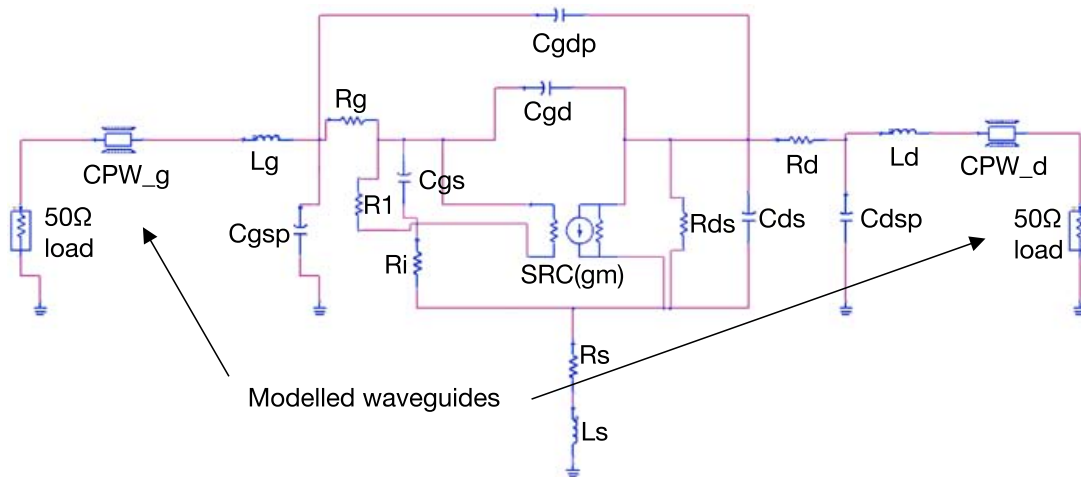 Cgdp
Cgd
Rg
Lg
CPW_g
Cgs
R1
Cgsp
Ri
SRC(gm)
Rds
Cds
Rd
Cdsp
Ld
CPW_d
50Ω
load
50Ω
load
Rs
Modelled waveguides
Ls